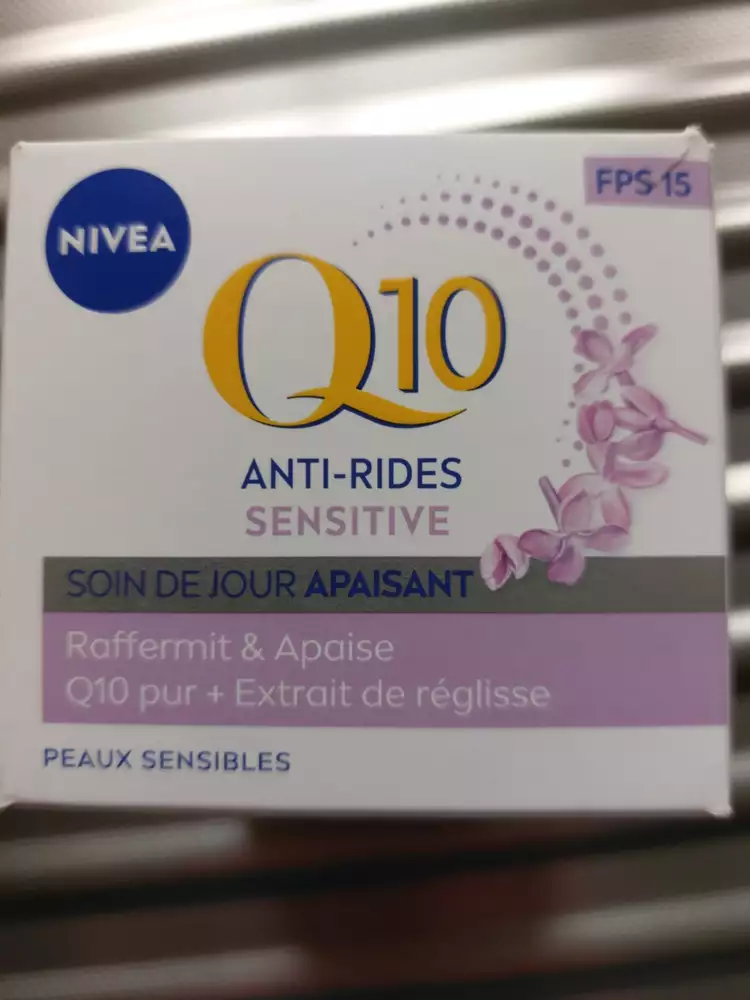 NIVEA
FPS 15
Q10
ANTI-RIDES
SENSITIVE
SOIN DE JOUR APAISANT
Raffermit & Apaise
Q10 pur + Extrait de réglisse
PEAUX SENSIBLES